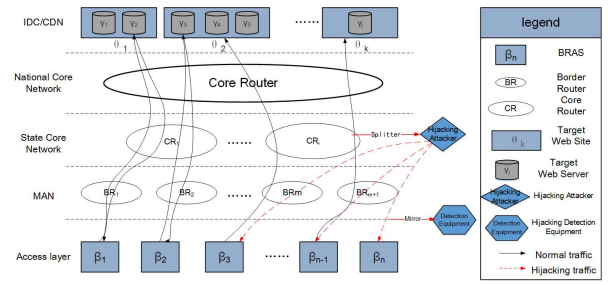 IDC/CDN
γ1 γ2 γ3 γ4 γ5 ...... γj
θ1 θ2 θk
National Core Network
Core Router
State Core Network
CR1 ...... CRi
Splitter
Hijacking Attacker
MAN
BR1 BR2 ...... BRm BRm+1
Mirror
Detection Equipment
Access layer
β1 β2 β3 ...... βn-1 βn
legend
βn BRAS
BR Border Router
CR Core Router
θk Target Web Site
γj Target Web Server
Hijacking Attacker Hijacking Attacker
Detection Equipment Hijacking Detection Equipment
Normal traffic
Hijacking traffic